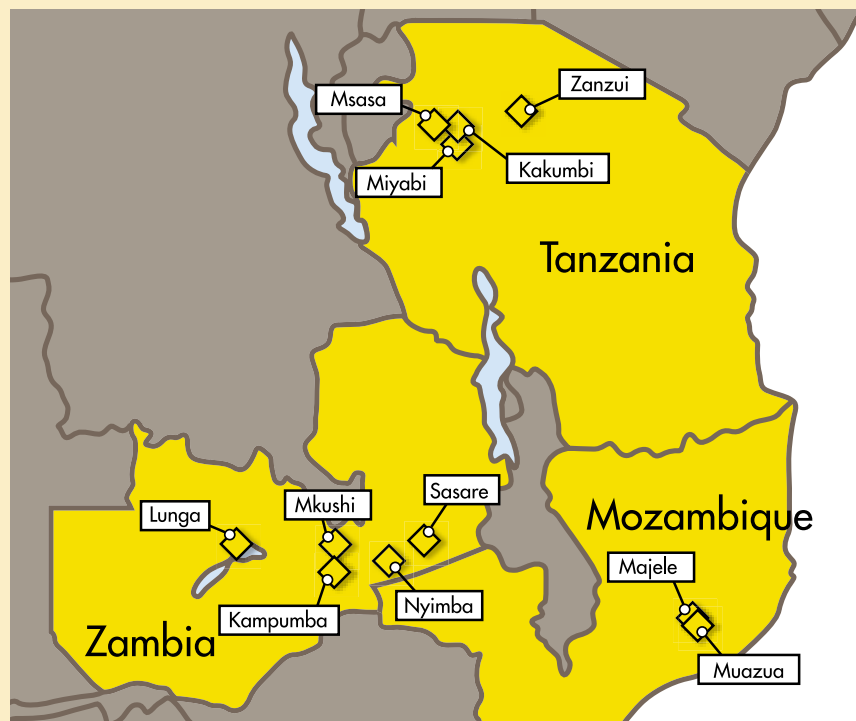 Zanzui
Msasa
Kakumbi
Miyabi
Tanzania
Sasare
Mkushi
Lunga
Mozambique
Majele
Nyimba
Kampumba
Zambia
Muazua